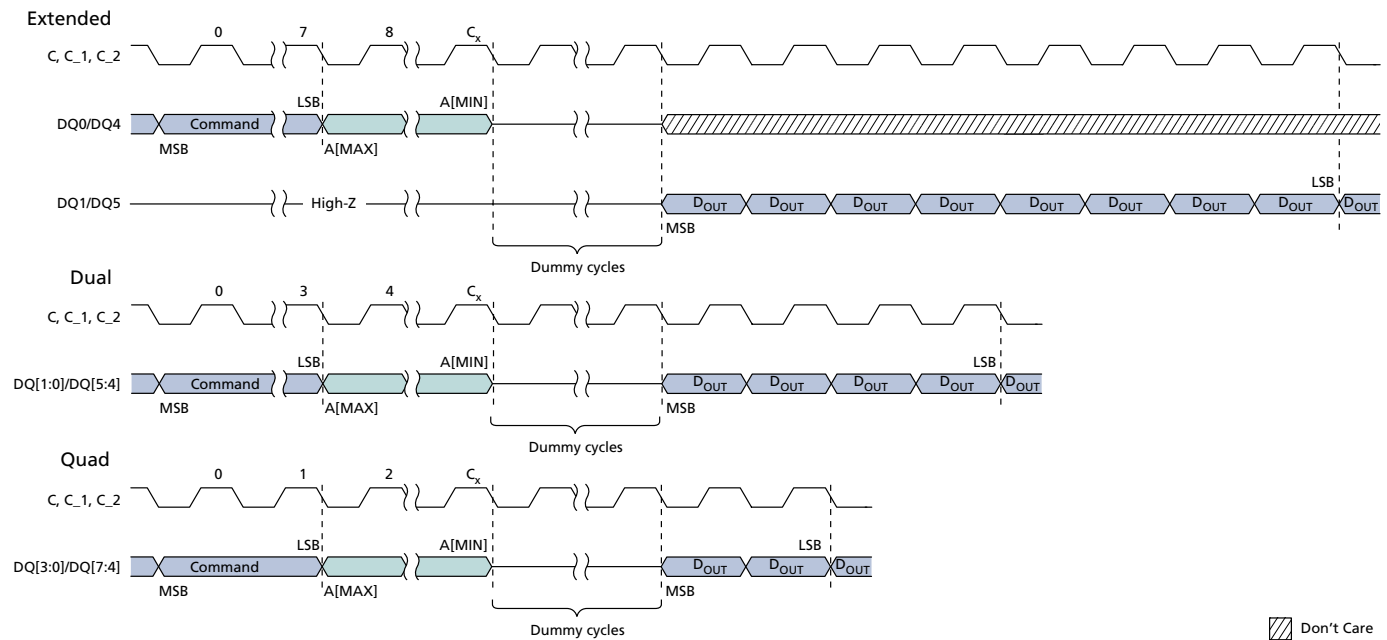 Extended
0 7 8 Cx
C, C_1, C_2
LSB A[MIN]
DQ0/DQ4 Command
MSB A[MAX]
LSB
DQ1/DQ5 High-Z DOUT DOUT DOUT DOUT DOUT DOUT DOUT DOUT DOUT
MSB
Dummy cycles
Dual
0 3 4 Cx
C, C_1, C_2
LSB A[MIN] LSB
DQ[1:0]/DQ[5:4] Command DOUT DOUT DOUT DOUT DOUT
MSB A[MAX] MSB
Dummy cycles
Quad
0 1 2 Cx
C, C_1, C_2
LSB A[MIN] LSB
DQ[3:0]/DQ[7:4] Command DOUT DOUT DOUT
MSB A[MAX] MSB
Dummy cycles
Don't Care